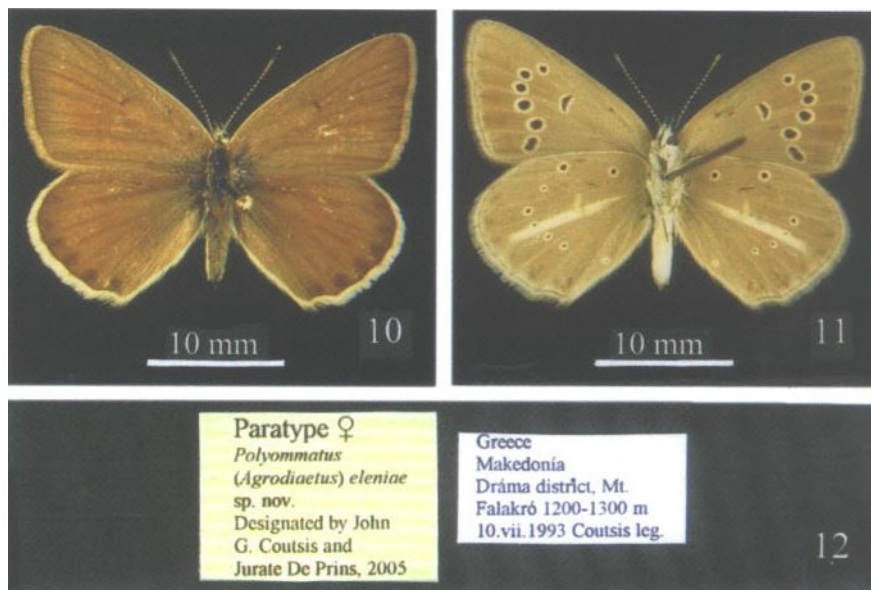 10 mm
10
10 mm
11
Paratype ♀
Polyommatus
(Agrodiaetus) eleniae
sp. nov.
Designated by John
G. Coutsis and
Jurate De Prins, 2005
Greece
Makedonía
Dráma district, Mt.
Falakró 1200-1300 m
10.vii.1993 Coutsis leg.
12